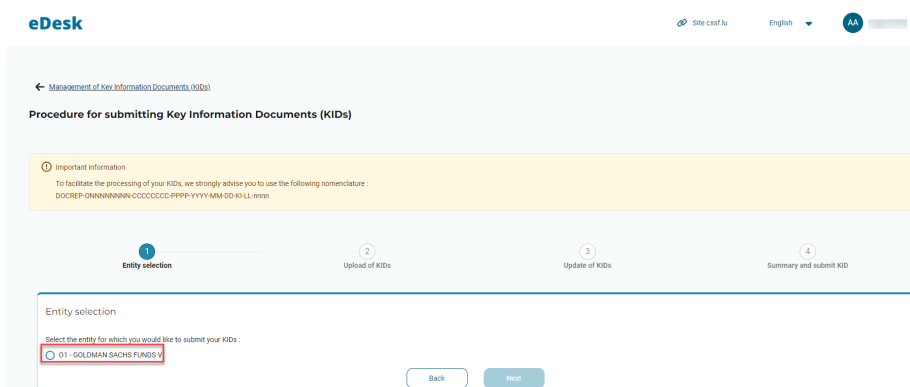 eDesk
Site cssf.lu
English
AA
Management of Key Information Documents (KIDs)
Procedure for submitting Key Information Documents (KIDs)
Important information
To facilitate the processing of your KIDs, we strongly advise you to use the following nomenclature :
DOCREP-ONNNNNNNN-CCCCCCCC-PPPP-YYYY-MM-DD-KI-LL-nnnn
1
2
3
4
Entity selection
Upload of KIDs
Update of KIDs
Summary and submit KID
Entity selection
Select the entity for which you would like to submit your KIDs :
O1 - GOLDMAN SACHS FUNDS V
Back
Next